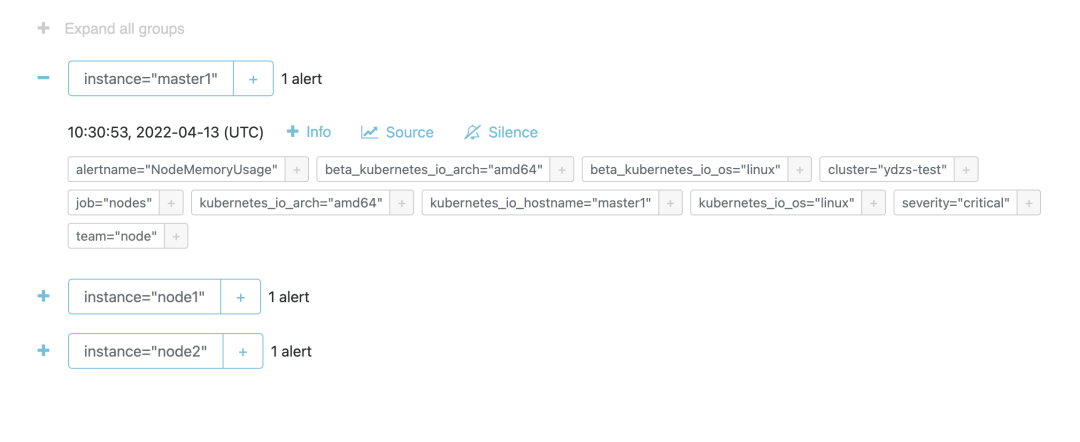 + Expand all groups
− instance="master1" + 1 alert
10:30:53, 2022-04-13 (UTC) + Info Source Silence
alertname="NodeMemoryUsage" + beta_kubernetes_io_arch="amd64" + beta_kubernetes_io_os="linux" + cluster="ydzs-test" +
job="nodes" + kubernetes_io_arch="amd64" + kubernetes_io_hostname="master1" + kubernetes_io_os="linux" + severity="critical" +
team="node" +
+ instance="node1" + 1 alert
+ instance="node2" + 1 alert